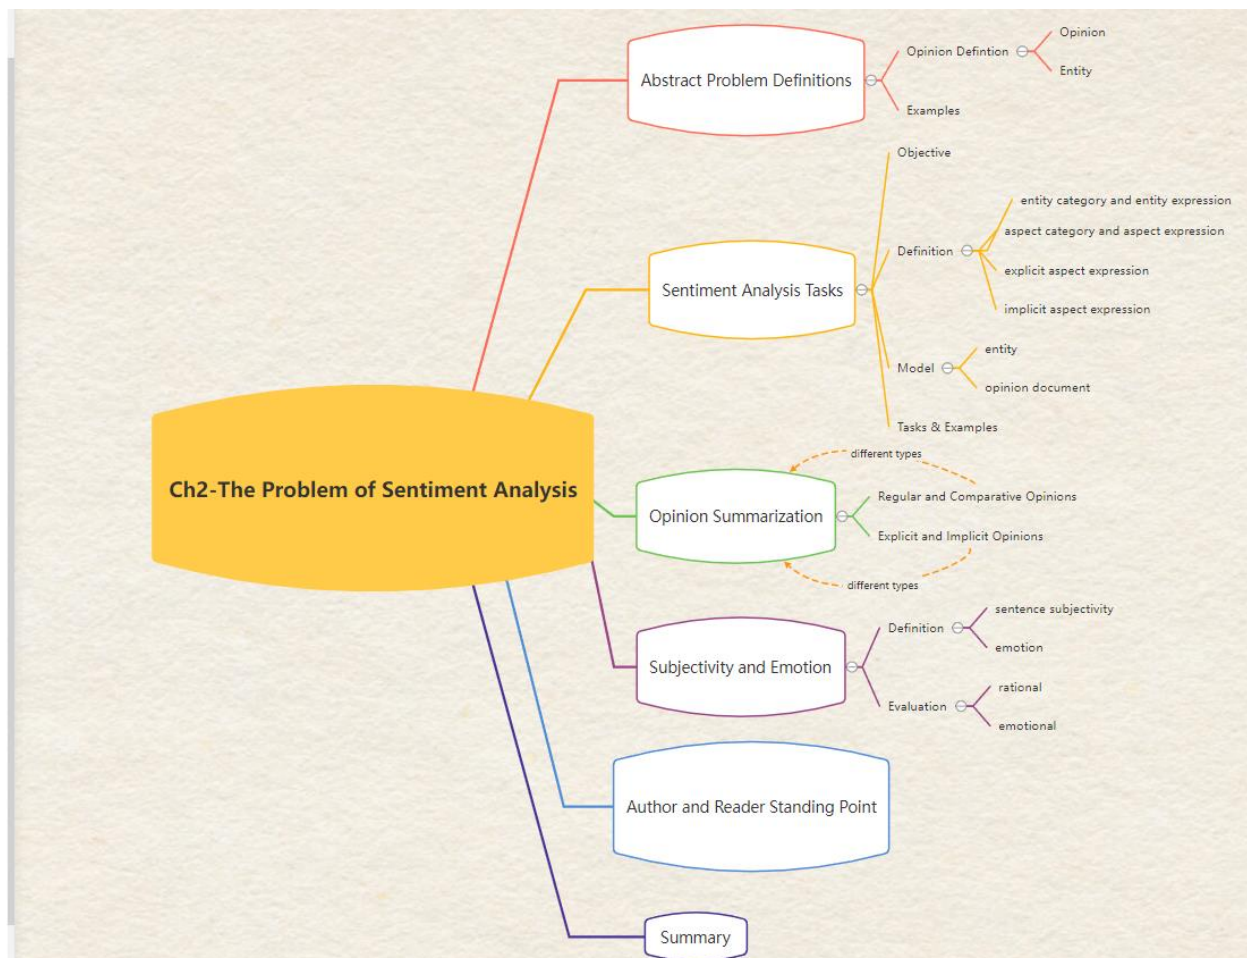 Ch2-The Problem of Sentiment Analysis
Abstract Problem Definitions
Opinion Defintion
Opinion
Entity
Examples
Sentiment Analysis Tasks
Objective
Definition
entity category and entity expression
aspect category and aspect expression
explicit aspect expression
implicit aspect expression
Model
entity
opinion document
Tasks & Examples
Opinion Summarization
different types
Regular and Comparative Opinions
Explicit and Implicit Opinions
different types
Subjectivity and Emotion
Definition
sentence subjectivity
emotion
Evaluation
rational
emotional
Author and Reader Standing Point
Summary